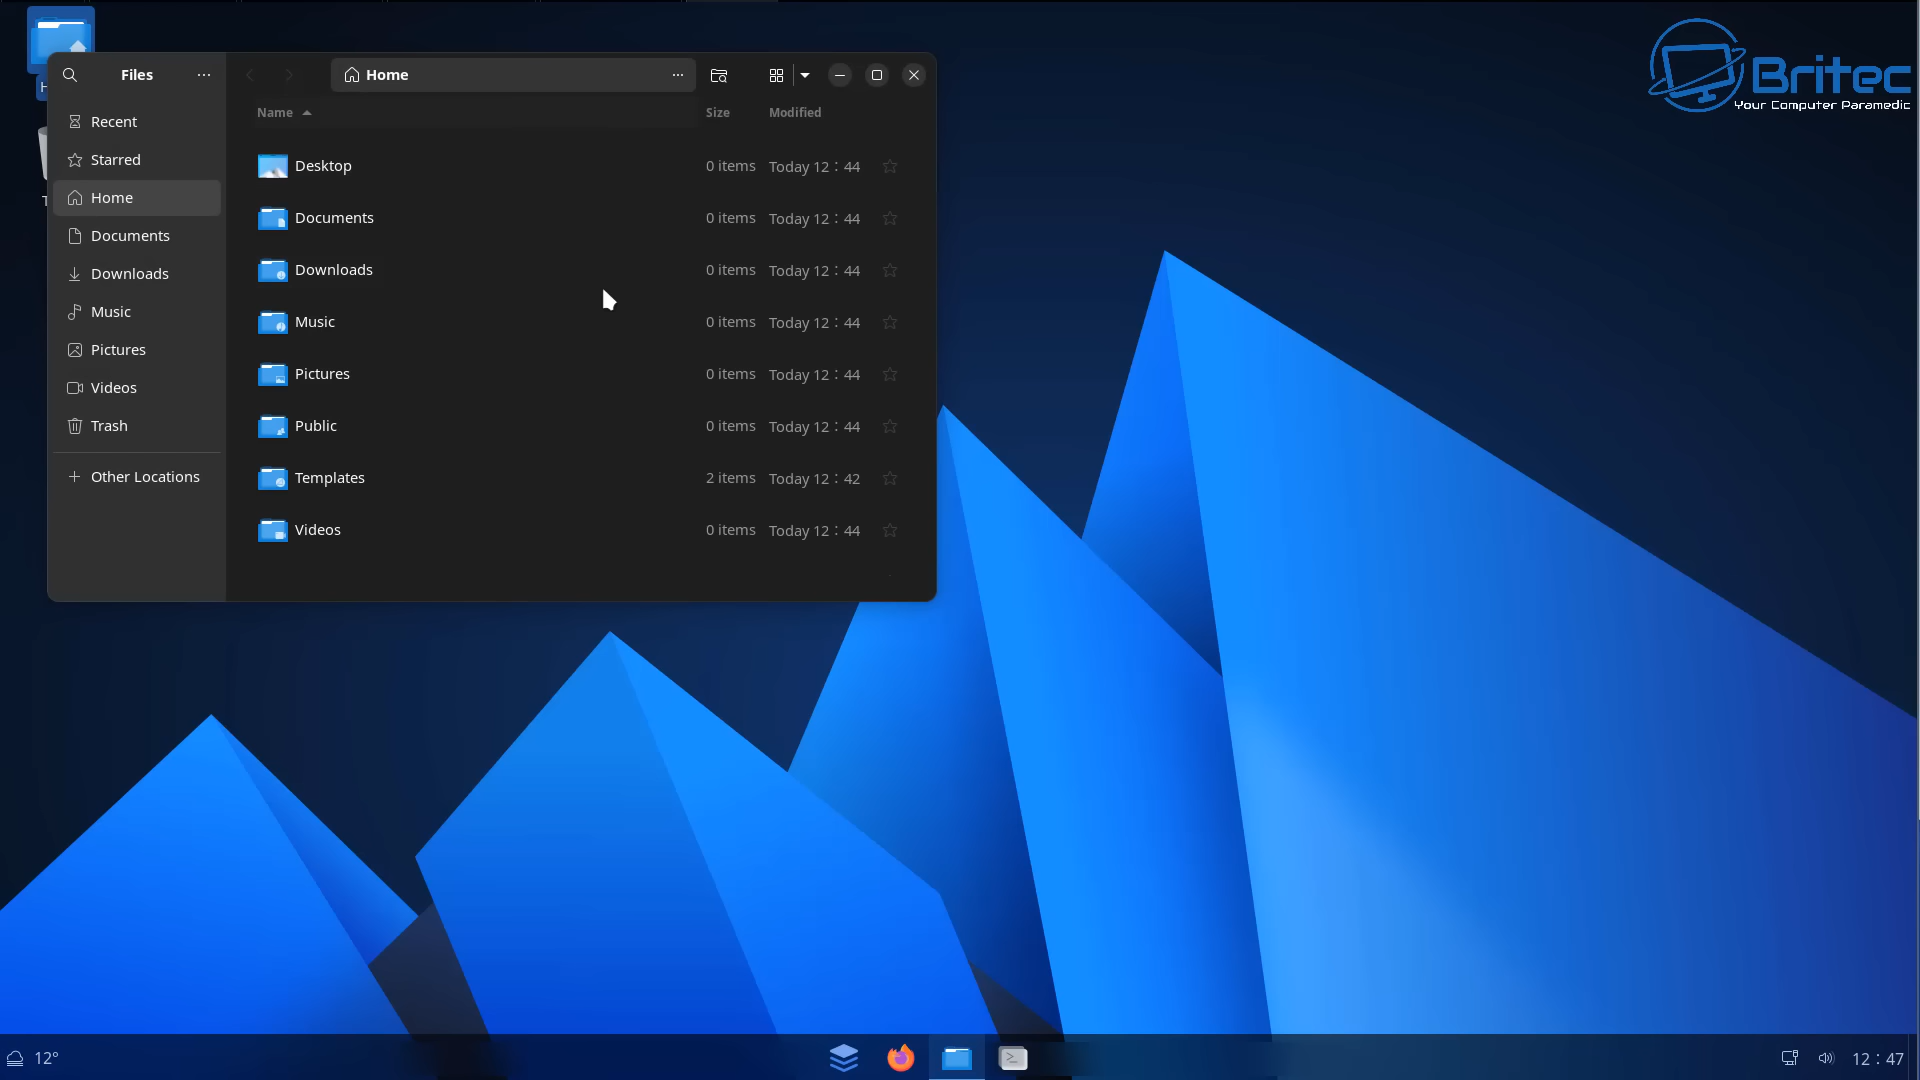 Britec
Your Computer Paramedic
Files
Home
Name
Size
Modified
Recent
Starred
Home
Documents
Downloads
Music
Pictures
Videos
Trash
Other Locations
Desktop 0 items Today 12 : 44
Documents 0 items Today 12 : 44
Downloads 0 items Today 12 : 44
Music 0 items Today 12 : 44
Pictures 0 items Today 12 : 44
Public 0 items Today 12 : 44
Templates 2 items Today 12 : 42
Videos 0 items Today 12 : 44
12°
12 : 47